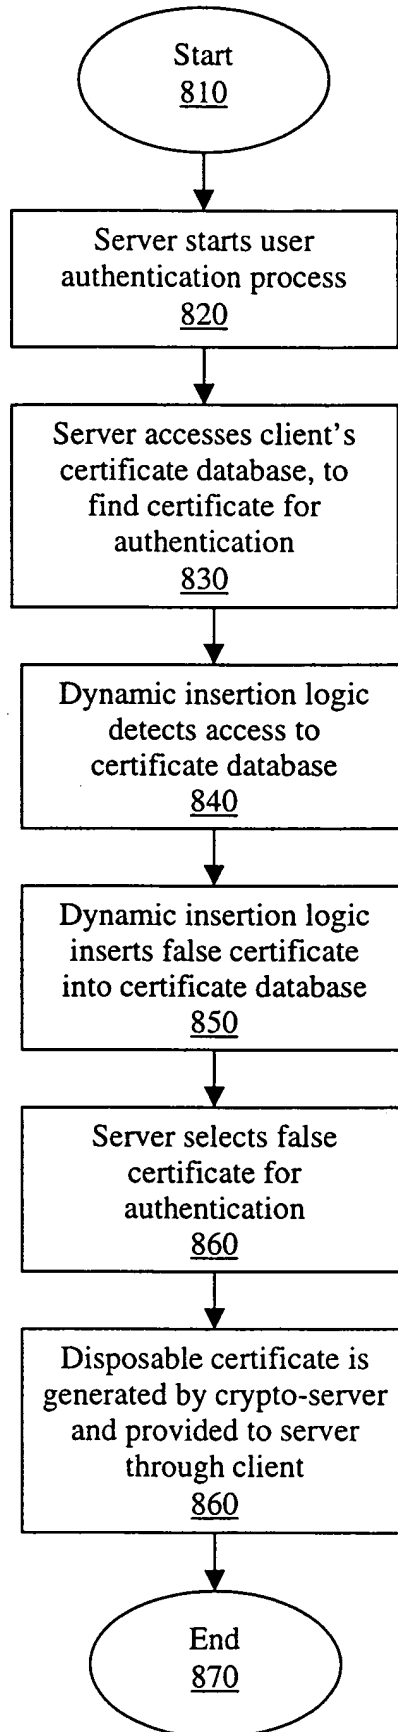 Start
810
Server starts user
authentication process
820
Server accesses client's
certificate database, to
find certificate for
authentication
830
Dynamic insertion logic
detects access to
certificate database
840
Dynamic insertion logic
inserts false certificate
into certificate database
850
Server selects false
certificate for
authentication
860
Disposable certificate is
generated by crypto-server
and provided to server
through client
860
End
870